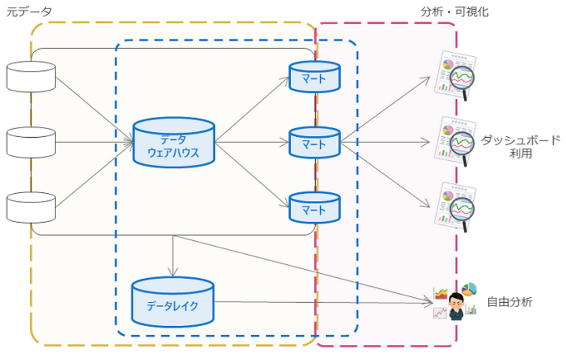 元データ
分析・可視化
マート
データ
ウェアハウス
マート
ダッシュボード
利用
マート
データレイク
自由分析